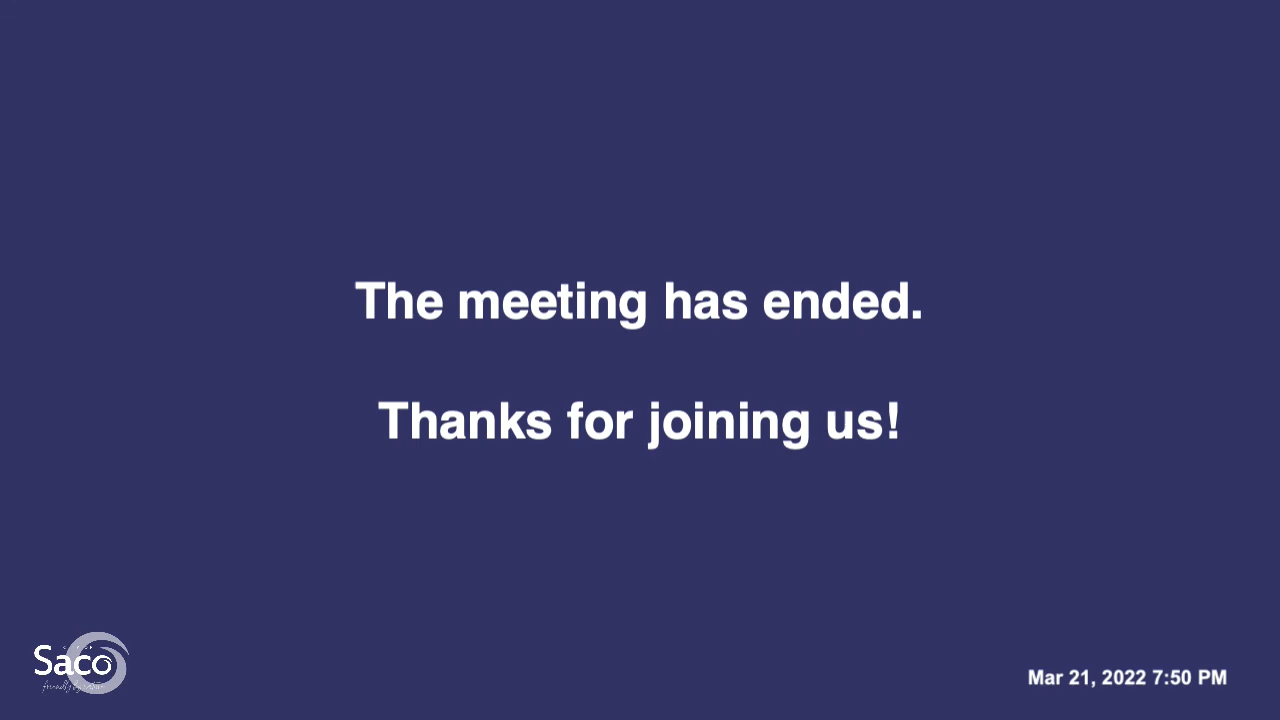 The meeting has ended.
Thanks for joining us!
Saco
Mar 21, 2022 7:50 PM